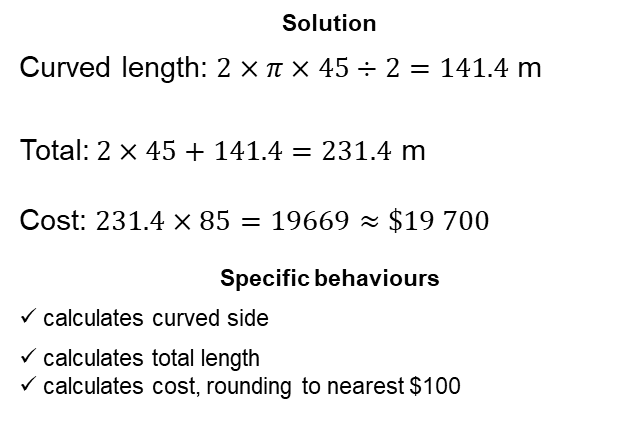 Solution
Curved length: 2 × π × 45 ÷ 2 = 141.4 m
Total: 2 × 45 + 141.4 = 231.4 m
Cost: 231.4 × 85 = 19669 ≈ $19 700
Specific behaviours
✓ calculates curved side
✓ calculates total length
✓ calculates cost, rounding to nearest $100